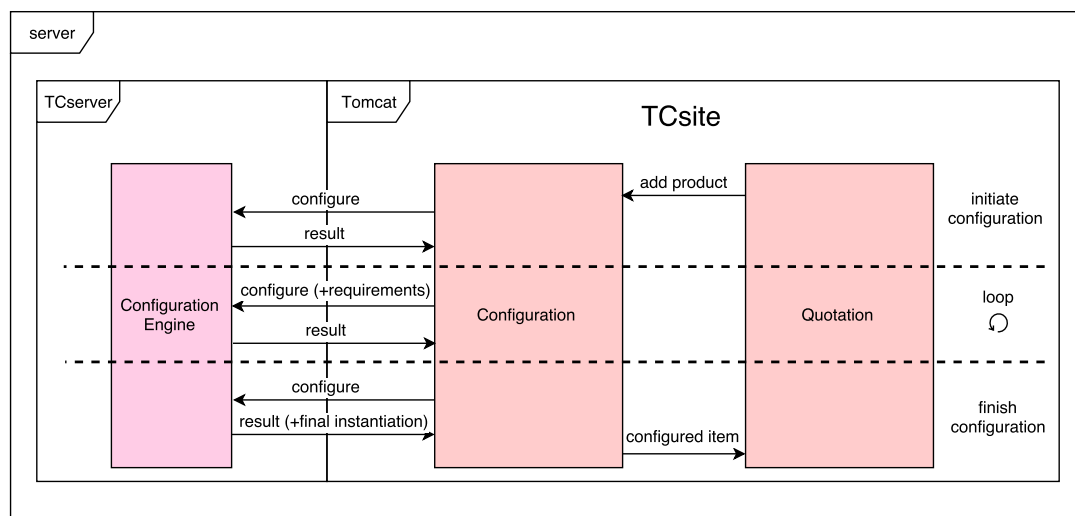 server
TCserver
Tomcat
TCsite
add product
configure
initiate
configuration
result
configure (+requirements)
Configuration
Engine
Configuration
Quotation
loop
result
configure
result (+final instantiation)
finish
configuration
configured item